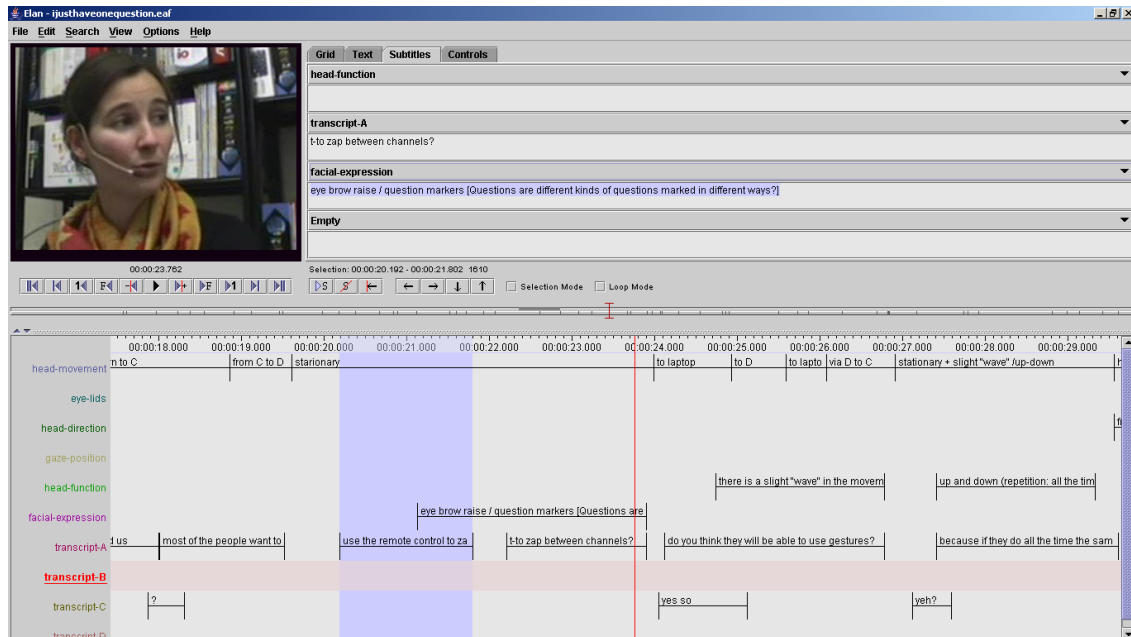 Elan - ijusthaveonequestion.eaf
File Edit Search View Options Help
Grid Text Subtitles Controls
head-function
transcript-A
t-to zap between channels?
facial-expression
eye brow raise / question markers [Questions are different kinds of questions marked in different ways?]
Empty
00:00:23.762
Selection: 00:00:20.192 - 00:00:21.802 1610
1 F F 1 S S Selection Mode Loop Mode
00:00:18.000 00:00:19.000 00:00:20.000 00:00:21.000 00:00:22.000 00:00:23.000 00:00:24.000 00:00:25.000 00:00:26.000 00:00:27.000 00:00:28.000 00:00:29.000
head-movement n to C from C to D starionary to laptop to D to lapto via D to C stationary + slight "wave" /up-down h
eye-lids
head-direction
gaze-position
head-function there is a slight "wave" in the movem up and down (repetition: all the tim
facial-expression eye brow raise / question markers [Questions are
transcript-A d us most of the people want to use the remote control to za t-to zap between channels? do you think they will be able to use gestures? because if they do all the time the sam
transcript-B
transcript-C ? yes so yeh?
transcript-D